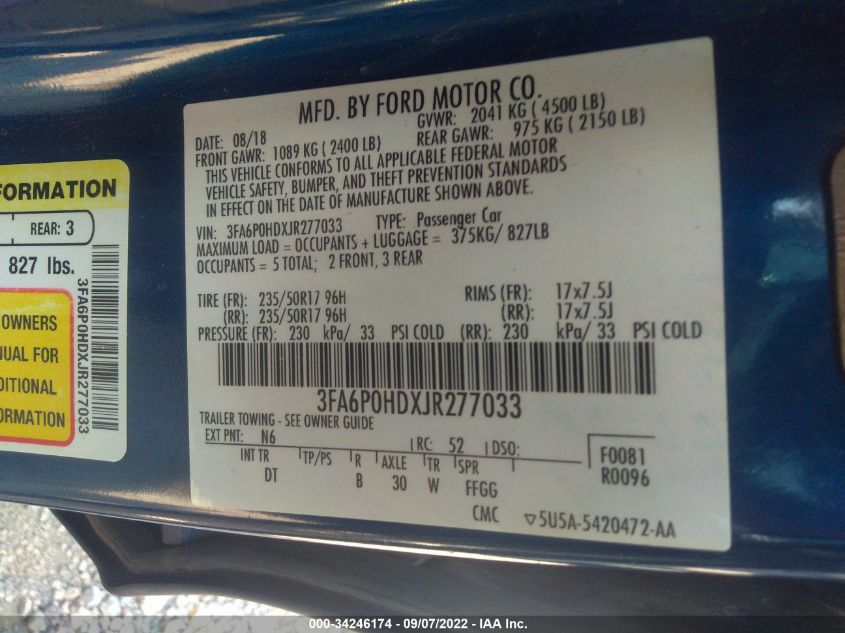 MFD. BY FORD MOTOR CO.
DATE: 08/18
GVWR: 2041 KG ( 4500 LB)
FRONT GAWR: 1089 KG ( 2400 LB)
REAR GAWR: 975 KG ( 2150 LB)
THIS VEHICLE CONFORMS TO ALL APPLICABLE FEDERAL MOTOR
VEHICLE SAFETY, BUMPER, AND THEFT PREVENTION STANDARDS
IN EFFECT ON THE DATE OF MANUFACTURE SHOWN ABOVE.
VIN: 3FA6P0HDXJR277033 TYPE: Passenger Car
MAXIMUM LOAD = OCCUPANTS + LUGGAGE = 375KG/ 827LB
OCCUPANTS = 5 TOTAL; 2 FRONT, 3 REAR
TIRE (FR): 235/50R17 96H RIMS (FR): 17x7.5J
(RR): 235/50R17 96H (RR): 17x7.5J
PRESSURE (FR): 230 kPa/ 33 PSI COLD (RR): 230 kPa/ 33 PSI COLD
3FA6P0HDXJR277033
TRAILER TOWING - SEE OWNER GUIDE
EXT PNT: N6 RC: 52 DSO:
INT TR TP/PS R AXLE TR SPR
DT B 30 W FFGG
F0081
R0096
CMC ▽5U5A-5420472-AA
FORMATION
REAR: 3
827 lbs.
OWNERS
NUAL FOR
DITIONAL
FORMATION
3FA6P0HDXJR277033
000-34246174 - 09/07/2022 - IAA Inc.